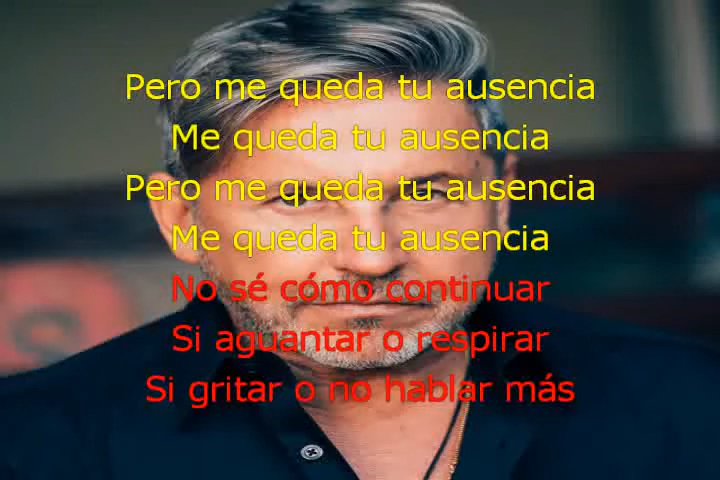 Pero me queda tu ausencia
Me queda tu ausencia
Pero me queda tu ausencia
Me queda tu ausencia
No sé cómo continuar
Si aguantar o respirar
Si gritar o no hablar más